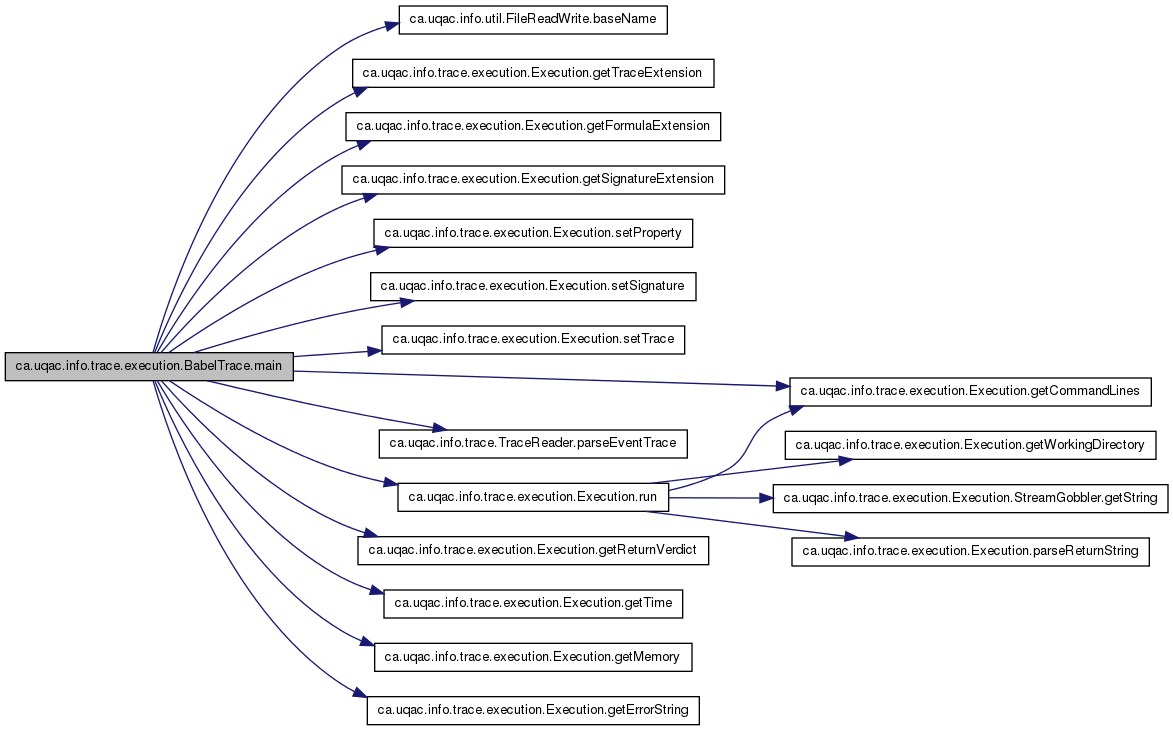 ca.uqac.info.util.FileReadWrite.baseName
ca.uqac.info.trace.execution.Execution.getTraceExtension
ca.uqac.info.trace.execution.Execution.getFormulaExtension
ca.uqac.info.trace.execution.Execution.getSignatureExtension
ca.uqac.info.trace.execution.Execution.setProperty
ca.uqac.info.trace.execution.Execution.setSignature
ca.uqac.info.trace.execution.Execution.setTrace
ca.uqac.info.trace.execution.BabelTrace.main
ca.uqac.info.trace.execution.Execution.getCommandLines
ca.uqac.info.trace.TraceReader.parseEventTrace
ca.uqac.info.trace.execution.Execution.getWorkingDirectory
ca.uqac.info.trace.execution.Execution.run
ca.uqac.info.trace.execution.Execution.StreamGobbler.getString
ca.uqac.info.trace.execution.Execution.getReturnVerdict
ca.uqac.info.trace.execution.Execution.parseReturnString
ca.uqac.info.trace.execution.Execution.getTime
ca.uqac.info.trace.execution.Execution.getMemory
ca.uqac.info.trace.execution.Execution.getErrorString